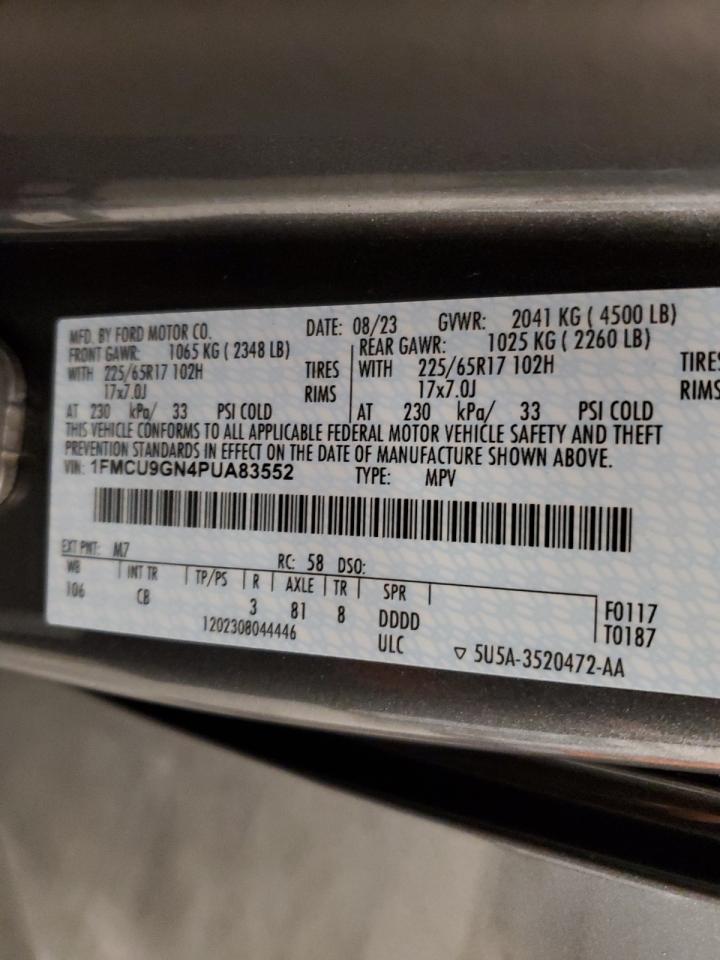 MFD. BY FORD MOTOR CO. DATE: 08/23 GVWR: 2041 KG ( 4500 LB)
FRONT GAWR: 1065 KG ( 2348 LB) REAR GAWR: 1025 KG ( 2260 LB)
WITH 225/65R17 102H TIRES WITH 225/65R17 102H TIRES
17x7.0J RIMS 17x7.0J RIMS
AT 230 kPa/ 33 PSI COLD AT 230 kPa/ 33 PSI COLD
THIS VEHICLE CONFORMS TO ALL APPLICABLE FEDERAL MOTOR VEHICLE SAFETY AND THEFT
PREVENTION STANDARDS IN EFFECT ON THE DATE OF MANUFACTURE SHOWN ABOVE.
VIN: 1FMCU9GN4PUA83552 TYPE: MPV
EXT PNT: M7 RC: 58 DSO:
WB INT TR TP/PS R AXLE TR SPR
106 CB 3 81 8 DDDD F0117
1202308044446 ULC T0187
▽ 5U5A-3520472-AA